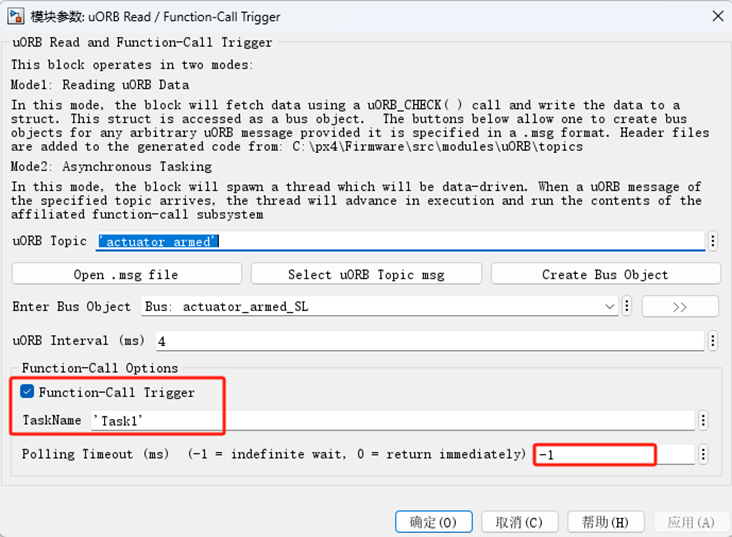 模块参数: uORB Read / Function-Call Trigger
uORB Read and Function-Call Trigger
This block operates in two modes:
Mode1: Reading uORB Data
In this mode, the block will fetch data using a uORB_CHECK( ) call and write the data to a
struct. This struct is accessed as a bus object.  The buttons below allow one to create bus
objects for any arbitrary uORB message provided it is specified in a .msg format. Header files
are added to the generated code from: C:\px4\Firmware\src\modules\uORB\topics
Mode2: Asynchronous Tasking
In this mode, the block will spawn a thread which will be data-driven. When a uORB message of
the specified topic arrives, the thread will advance in execution and run the contents of the
affiliated function-call subsystem
uORB Topic 'actuator_armed'
Open .msg file Select uORB Topic msg Create Bus Object
Enter Bus Object Bus: actuator_armed_SL >>
uORB Interval (ms) 4
Function-Call Options
Function-Call Trigger
TaskName 'Task1'
Polling Timeout (ms)  (-1 = indefinite wait, 0 = return immediately) -1
确定(O) 取消(C) 帮助(H) 应用(A)